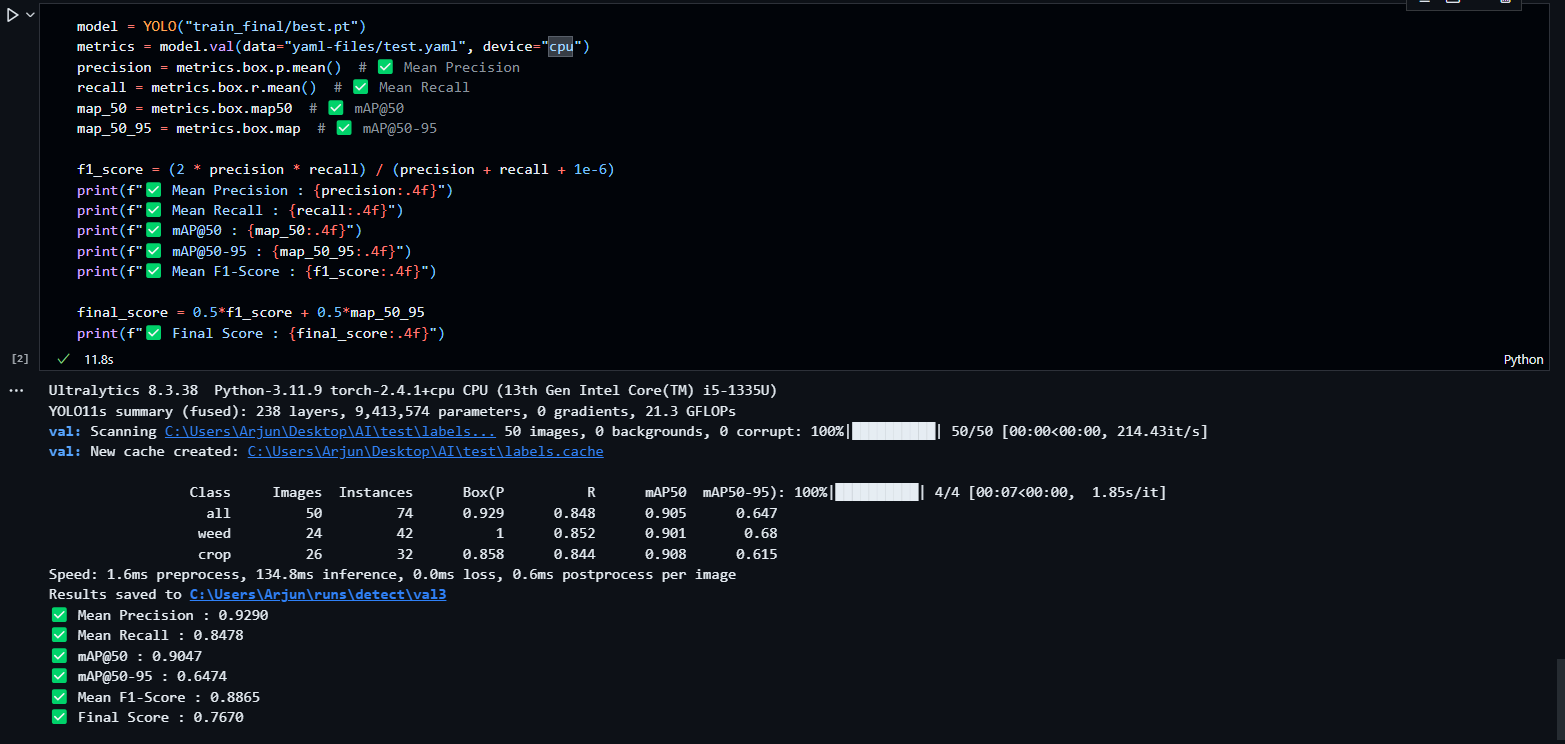 model = YOLO("train_final/best.pt")
metrics = model.val(data="yaml-files/test.yaml", device="cpu")
precision = metrics.box.p.mean()  # ✅ Mean Precision
recall = metrics.box.r.mean()  # ✅ Mean Recall
map_50 = metrics.box.map50  # ✅ mAP@50
map_50_95 = metrics.box.map  # ✅ mAP@50-95
f1_score = (2 * precision * recall) / (precision + recall + 1e-6)
print(f"✅ Mean Precision : {precision:.4f}")
print(f"✅ Mean Recall : {recall:.4f}")
print(f"✅ mAP@50 : {map_50:.4f}")
print(f"✅ mAP@50-95 : {map_50_95:.4f}")
print(f"✅ Mean F1-Score : {f1_score:.4f}")
final_score = 0.5*f1_score + 0.5*map_50_95
print(f"✅ Final Score : {final_score:.4f}")
[2] ✓ 11.8s Python
... Ultralytics 8.3.38  Python-3.11.9 torch-2.4.1+cpu CPU (13th Gen Intel Core(TM) i5-1335U)
YOLO11s summary (fused): 238 layers, 9,413,574 parameters, 0 gradients, 21.3 GFLOPs
val: Scanning C:\Users\Arjun\Desktop\AI\test\labels... 50 images, 0 backgrounds, 0 corrupt: 100%|██████████| 50/50 [00:00<00:00, 214.43it/s]
val: New cache created: C:\Users\Arjun\Desktop\AI\test\labels.cache
Class     Images  Instances      Box(P          R      mAP50  mAP50-95): 100%|██████████| 4/4 [00:07<00:00,  1.85s/it]
all         50         74      0.929      0.848      0.905      0.647
weed         24         42          1      0.852      0.901       0.68
crop         26         32      0.858      0.844      0.908      0.615
Speed: 1.6ms preprocess, 134.8ms inference, 0.0ms loss, 0.6ms postprocess per image
Results saved to C:\Users\Arjun\runs\detect\val3
✅ Mean Precision : 0.9290
✅ Mean Recall : 0.8478
✅ mAP@50 : 0.9047
✅ mAP@50-95 : 0.6474
✅ Mean F1-Score : 0.8865
✅ Final Score : 0.7670